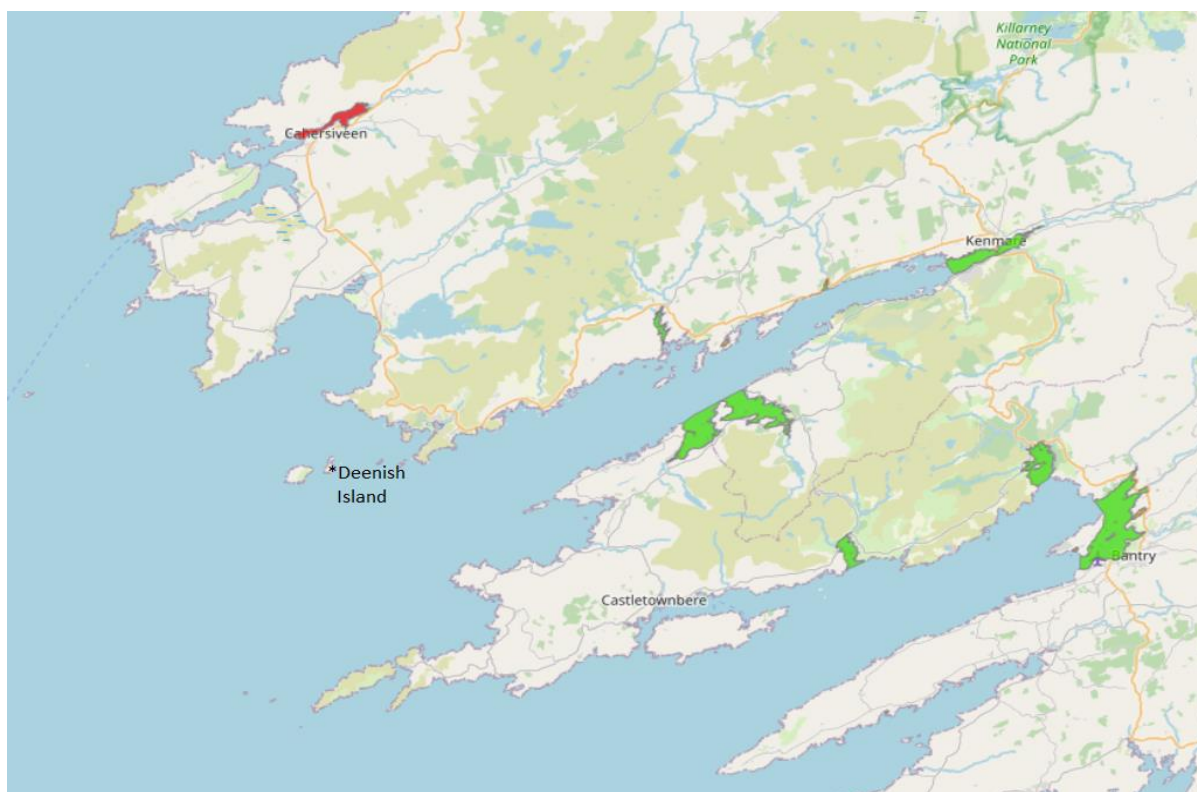 Killarney
National
Park
Cahersiveen
Kenmare
*Deenish
Island
Bantry
Castletownbere